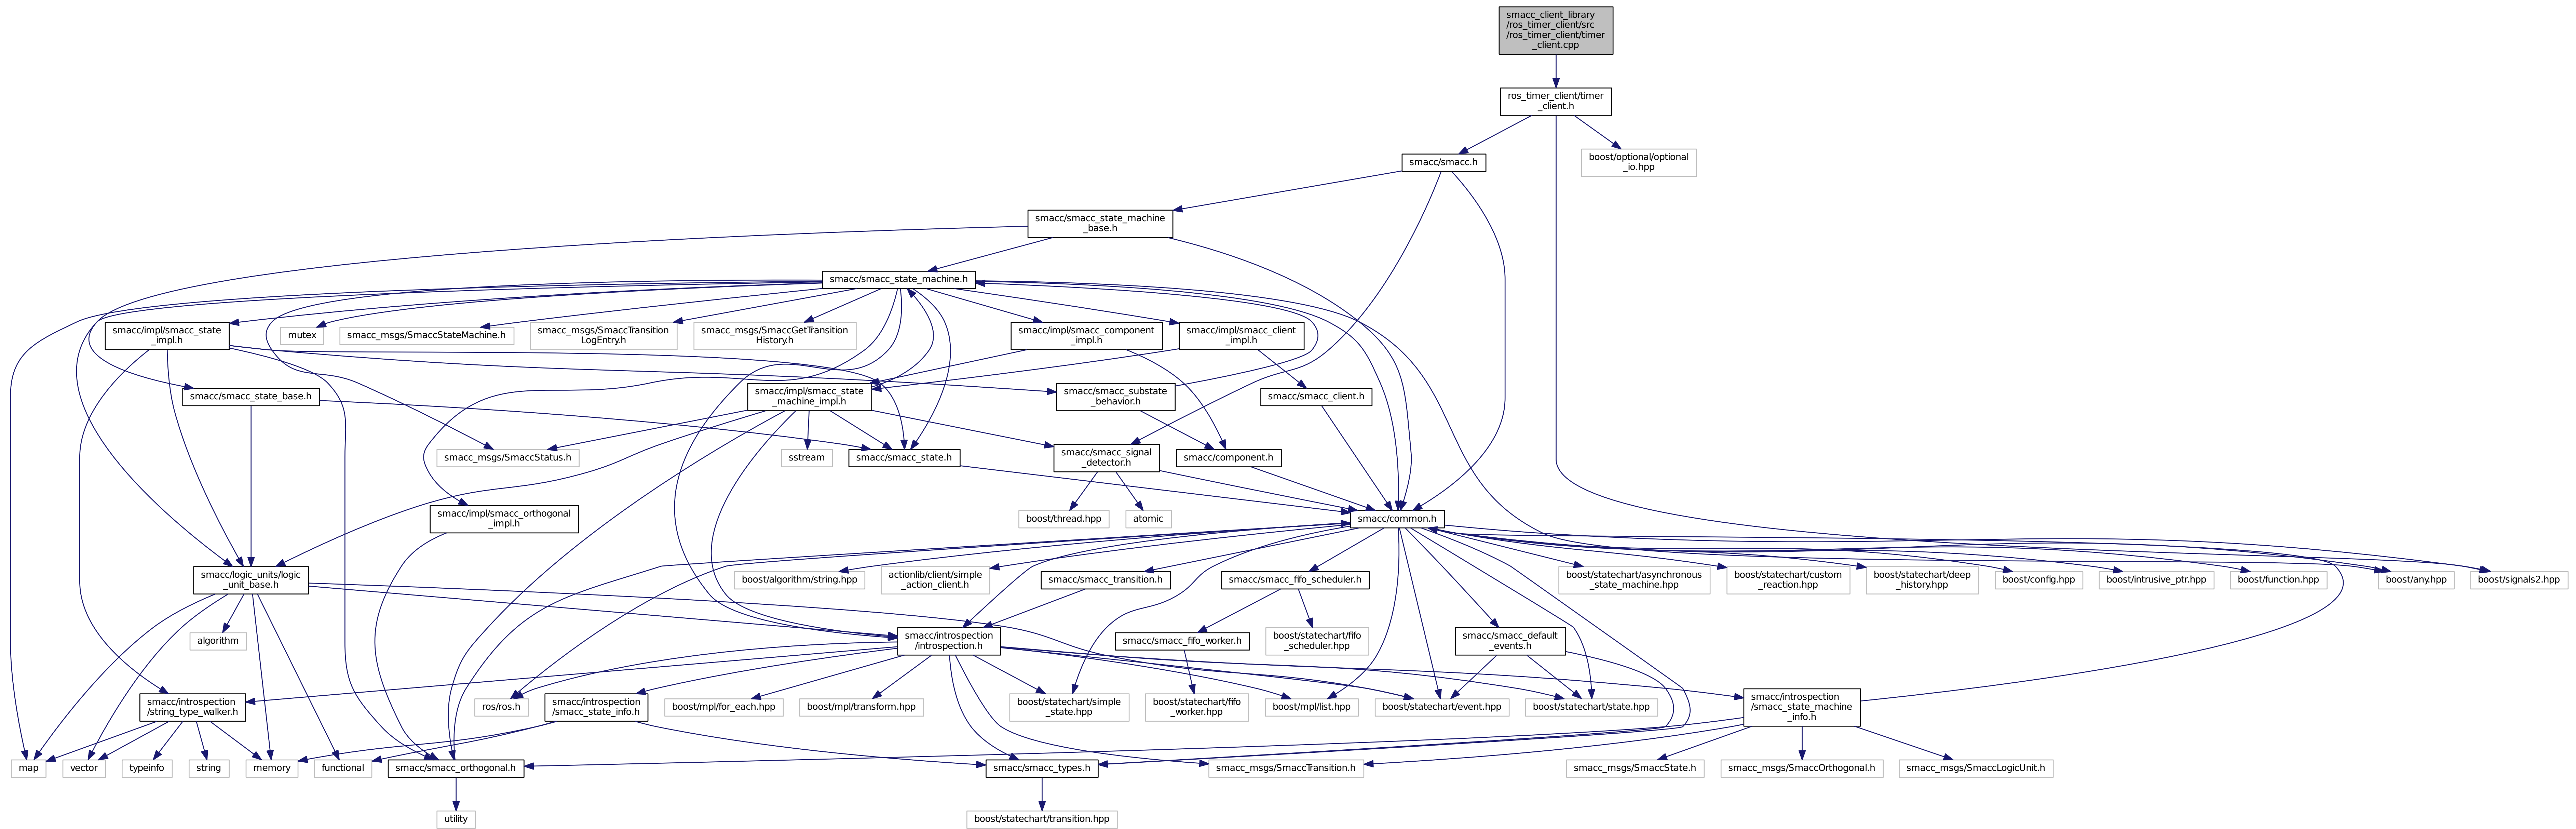 smacc_client_library
/ros_timer_client/src
/ros_timer_client/timer
_client.cpp
ros_timer_client/timer
_client.h
smacc/smacc.h
boost/optional/optional
_io.hpp
smacc/smacc_state_machine
_base.h
smacc/smacc_state_machine.h
smacc/impl/smacc_state
_impl.h
mutex
smacc_msgs/SmaccStateMachine.h
smacc_msgs/SmaccTransition
LogEntry.h
smacc_msgs/SmaccGetTransition
History.h
smacc/impl/smacc_component
_impl.h
smacc/impl/smacc_client
_impl.h
smacc/smacc_state_base.h
smacc/impl/smacc_state
_machine_impl.h
smacc/smacc_substate
_behavior.h
smacc/smacc_client.h
smacc_msgs/SmaccStatus.h
sstream
smacc/smacc_state.h
smacc/smacc_signal
_detector.h
smacc/component.h
smacc/impl/smacc_orthogonal
_impl.h
boost/thread.hpp
atomic
smacc/common.h
smacc/logic_units/logic
_unit_base.h
boost/algorithm/string.hpp
actionlib/client/simple
_action_client.h
smacc/smacc_transition.h
smacc/smacc_fifo_scheduler.h
boost/statechart/asynchronous
_state_machine.hpp
boost/statechart/custom
_reaction.hpp
boost/statechart/deep
_history.hpp
boost/config.hpp
boost/intrusive_ptr.hpp
boost/function.hpp
boost/any.hpp
boost/signals2.hpp
algorithm
smacc/introspection
/introspection.h
smacc/smacc_fifo_worker.h
boost/statechart/fifo
_scheduler.hpp
smacc/smacc_default
_events.h
smacc/introspection
/string_type_walker.h
ros/ros.h
smacc/introspection
/smacc_state_info.h
boost/mpl/for_each.hpp
boost/mpl/transform.hpp
boost/statechart/simple
_state.hpp
boost/statechart/fifo
_worker.hpp
boost/mpl/list.hpp
boost/statechart/event.hpp
boost/statechart/state.hpp
smacc/introspection
/smacc_state_machine
_info.h
map
vector
typeinfo
string
memory
functional
smacc/smacc_orthogonal.h
smacc/smacc_types.h
smacc_msgs/SmaccTransition.h
smacc_msgs/SmaccState.h
smacc_msgs/SmaccOrthogonal.h
smacc_msgs/SmaccLogicUnit.h
utility
boost/statechart/transition.hpp